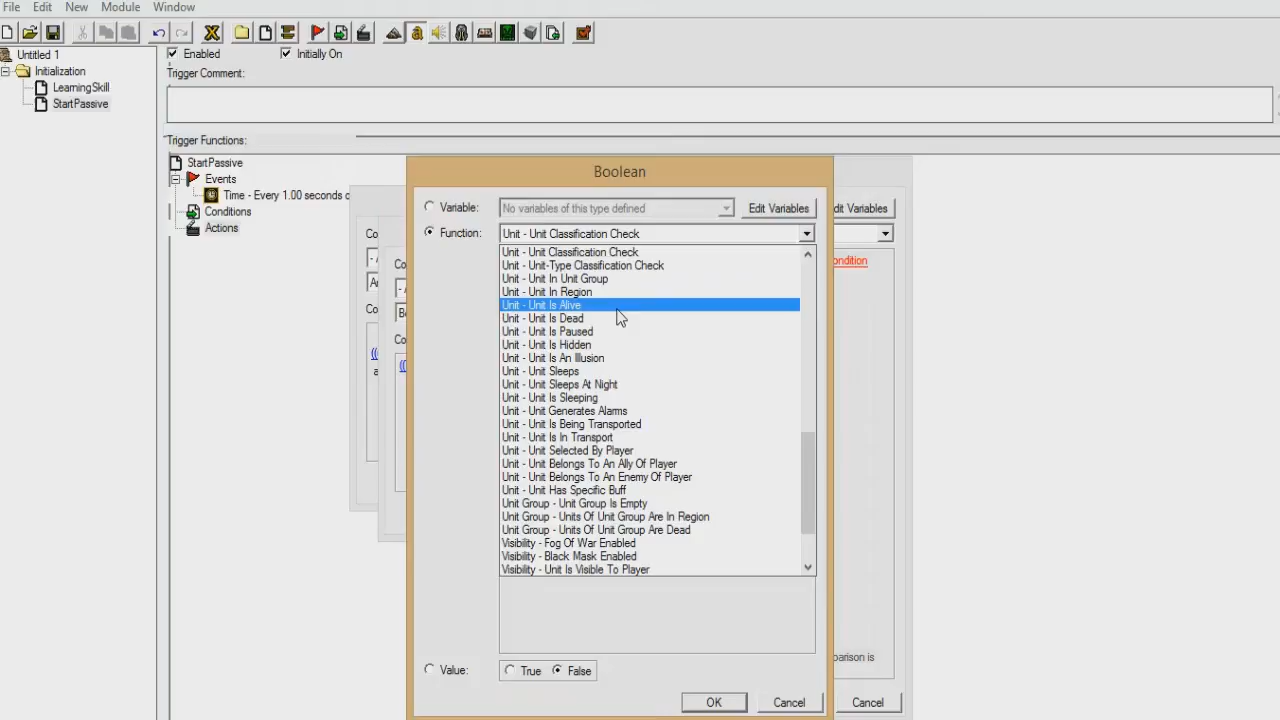 File Edit New Module Window
Untitled 1
Initialization
LearningSkill
StartPassive
Enabled Initially On
Trigger Comment:
Trigger Functions:
StartPassive
Events
Time - Every 1.00 seconds o
Conditions
Actions
Boolean
Variable: No variables of this type defined Edit Variables
dit Variables
Function: Unit - Unit Classification Check
Unit - Unit Classification Check
Unit - Unit-Type Classification Check
Unit - Unit In Unit Group
Unit - Unit In Region
Unit - Unit Is Alive
Unit - Unit Is Dead
Unit - Unit Is Paused
Unit - Unit Is Hidden
Unit - Unit Is An Illusion
Unit - Unit Sleeps
Unit - Unit Sleeps At Night
Unit - Unit Is Sleeping
Unit - Unit Generates Alarms
Unit - Unit Is Being Transported
Unit - Unit Is In Transport
Unit - Unit Selected By Player
Unit - Unit Belongs To An Ally Of Player
Unit - Unit Belongs To An Enemy Of Player
Unit - Unit Has Specific Buff
Unit Group - Unit Group Is Empty
Unit Group - Units Of Unit Group Are In Region
Unit Group - Units Of Unit Group Are Dead
Visibility - Fog Of War Enabled
Visibility - Black Mask Enabled
Visibility - Unit Is Visible To Player
Value: True False
OK Cancel
ondition
parison is
Cancel